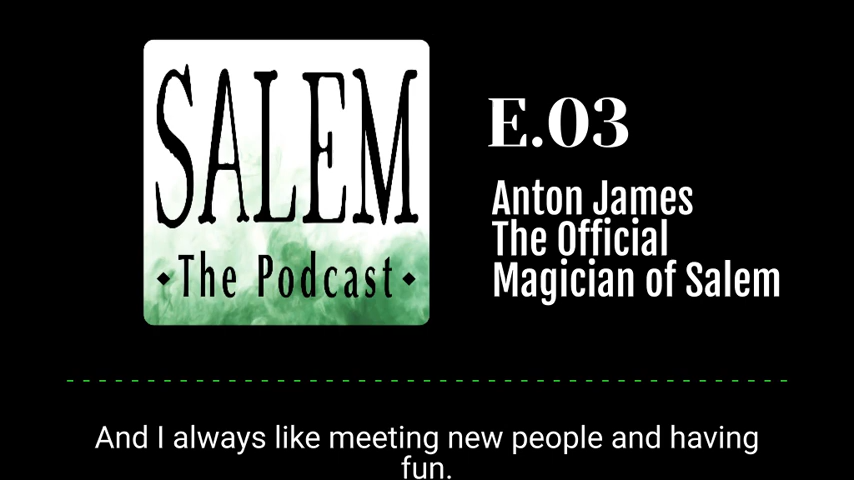 SALEM
The Podcast
E.03
Anton James
The Official
Magician of Salem
And I always like meeting new people and having
fun.